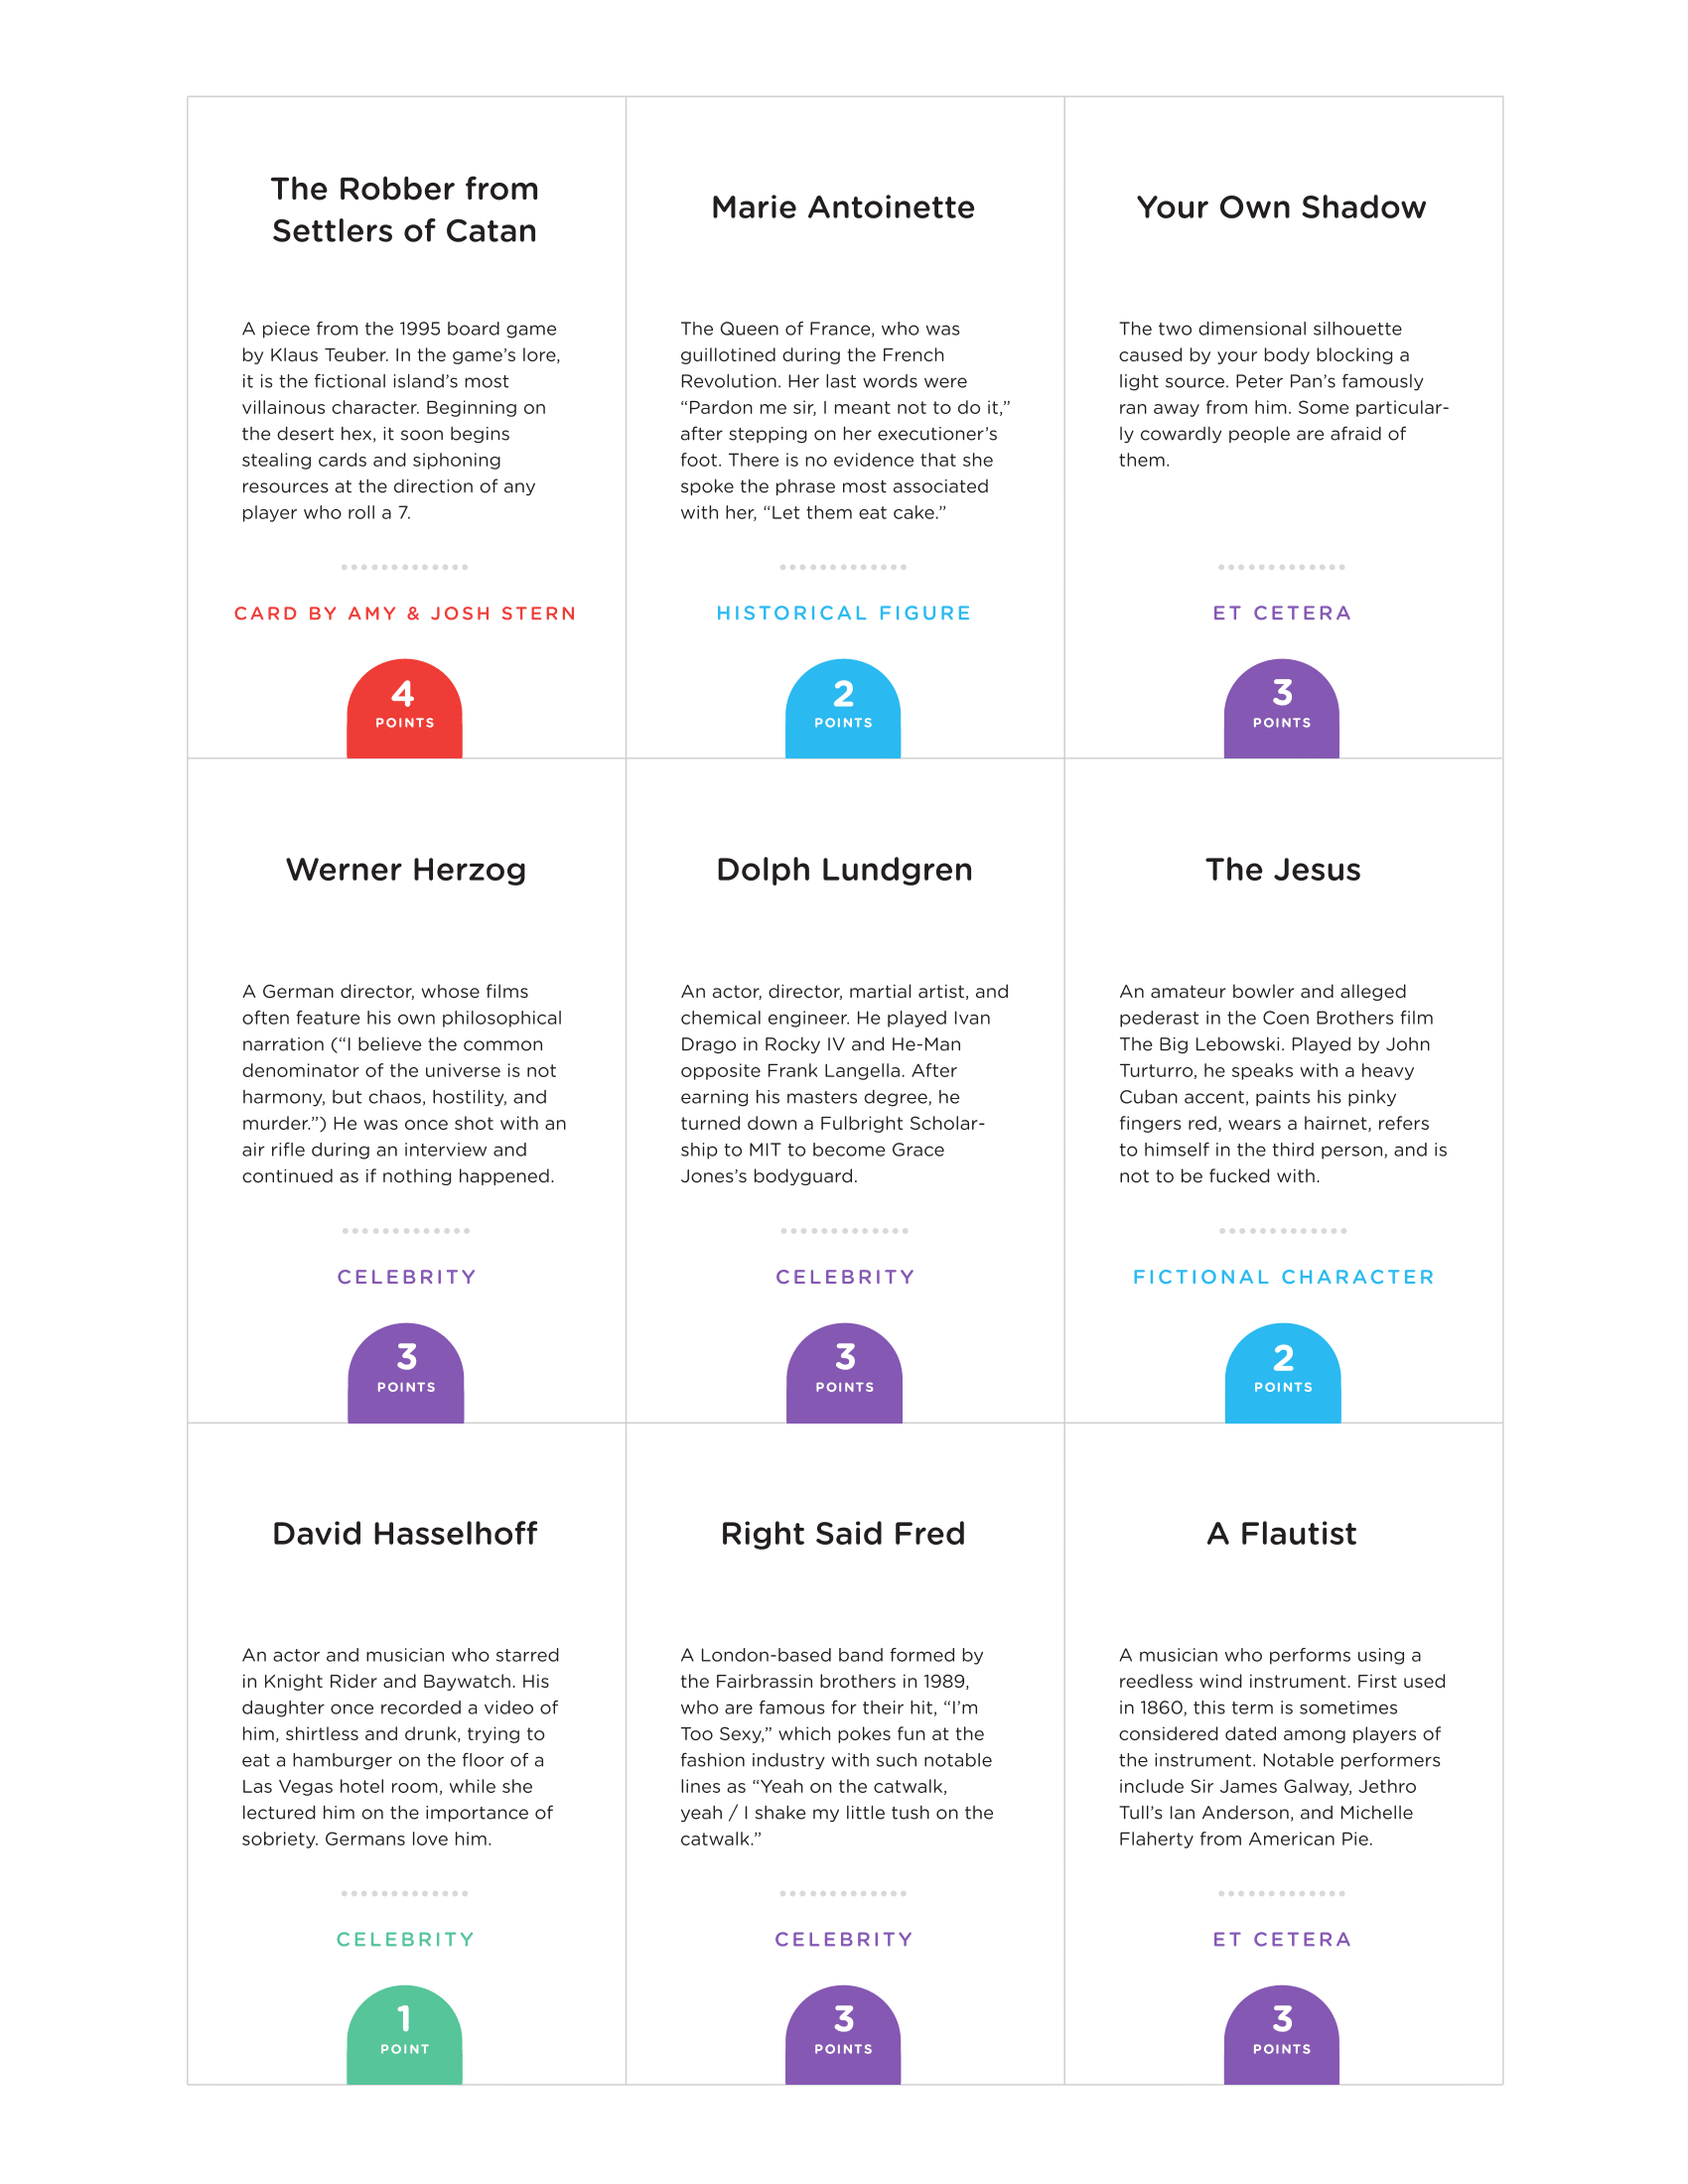 The Robber from
Settlers of Catan
A piece from the 1995 board game
by Klaus Teuber. In the game’s lore,
it is the fictional island’s most
villainous character. Beginning on
the desert hex, it soon begins
stealing cards and siphoning
resources at the direction of any
player who roll a 7.
CARD BY AMY & JOSH STERN
4
POINTS
Marie Antoinette
The Queen of France, who was
guillotined during the French
Revolution. Her last words were
“Pardon me sir, I meant not to do it,”
after stepping on her executioner’s
foot. There is no evidence that she
spoke the phrase most associated
with her, “Let them eat cake.”
HISTORICAL FIGURE
2
POINTS
Your Own Shadow
The two dimensional silhouette
caused by your body blocking a
light source. Peter Pan’s famously
ran away from him. Some particular-
ly cowardly people are afraid of
them.
ET CETERA
3
POINTS
Werner Herzog
A German director, whose films
often feature his own philosophical
narration (“I believe the common
denominator of the universe is not
harmony, but chaos, hostility, and
murder.”) He was once shot with an
air rifle during an interview and
continued as if nothing happened.
CELEBRITY
3
POINTS
Dolph Lundgren
An actor, director, martial artist, and
chemical engineer. He played Ivan
Drago in Rocky IV and He-Man
opposite Frank Langella. After
earning his masters degree, he
turned down a Fulbright Scholar-
ship to MIT to become Grace
Jones’s bodyguard.
CELEBRITY
3
POINTS
The Jesus
An amateur bowler and alleged
pederast in the Coen Brothers film
The Big Lebowski. Played by John
Turturro, he speaks with a heavy
Cuban accent, paints his pinky
fingers red, wears a hairnet, refers
to himself in the third person, and is
not to be fucked with.
FICTIONAL CHARACTER
2
POINTS
David Hasselhoff
An actor and musician who starred
in Knight Rider and Baywatch. His
daughter once recorded a video of
him, shirtless and drunk, trying to
eat a hamburger on the floor of a
Las Vegas hotel room, while she
lectured him on the importance of
sobriety. Germans love him.
CELEBRITY
1
POINT
Right Said Fred
A London-based band formed by
the Fairbrassin brothers in 1989,
who are famous for their hit, “I’m
Too Sexy,” which pokes fun at the
fashion industry with such notable
lines as “Yeah on the catwalk,
yeah / I shake my little tush on the
catwalk.”
CELEBRITY
3
POINTS
A Flautist
A musician who performs using a
reedless wind instrument. First used
in 1860, this term is sometimes
considered dated among players of
the instrument. Notable performers
include Sir James Galway, Jethro
Tull’s Ian Anderson, and Michelle
Flaherty from American Pie.
ET CETERA
3
POINTS